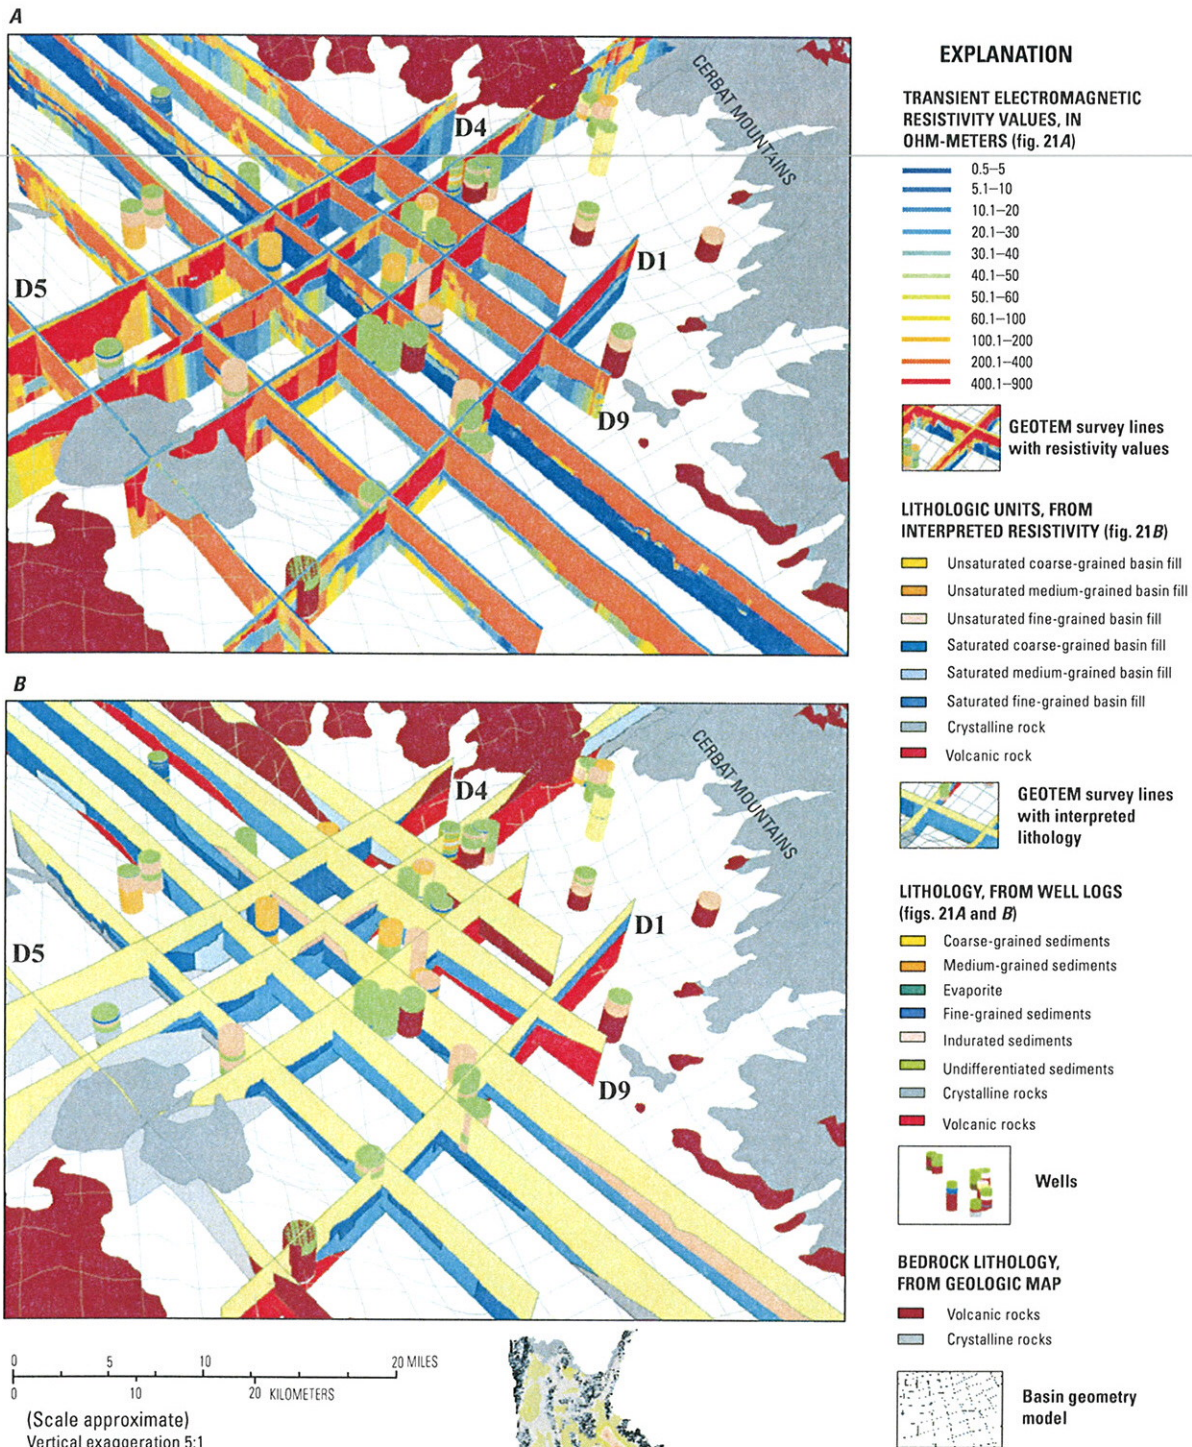 A
CERBAT MOUNTAINS
D4
D1
D5
D9
B
CERBAT MOUNTAINS
D4
D1
D5
D9
0 5 10 20 MILES
0 10 20 KILOMETERS
(Scale approximate)
Vertical exaggeration 5:1
EXPLANATION
TRANSIENT ELECTROMAGNETIC
RESISTIVITY VALUES, IN
OHM-METERS (fig. 21A)
0.5–5
5.1–10
10.1–20
20.1–30
30.1–40
40.1–50
50.1–60
60.1–100
100.1–200
200.1–400
400.1–900
GEOTEM survey lines
with resistivity values
LITHOLOGIC UNITS, FROM
INTERPRETED RESISTIVITY (fig. 21B)
Unsaturated coarse-grained basin fill
Unsaturated medium-grained basin fill
Unsaturated fine-grained basin fill
Saturated coarse-grained basin fill
Saturated medium-grained basin fill
Saturated fine-grained basin fill
Crystalline rock
Volcanic rock
GEOTEM survey lines
with interpreted
lithology
LITHOLOGY, FROM WELL LOGS
(figs. 21A and B)
Coarse-grained sediments
Medium-grained sediments
Evaporite
Fine-grained sediments
Indurated sediments
Undifferentiated sediments
Crystalline rocks
Volcanic rocks
Wells
BEDROCK LITHOLOGY,
FROM GEOLOGIC MAP
Volcanic rocks
Crystalline rocks
Basin geometry
model